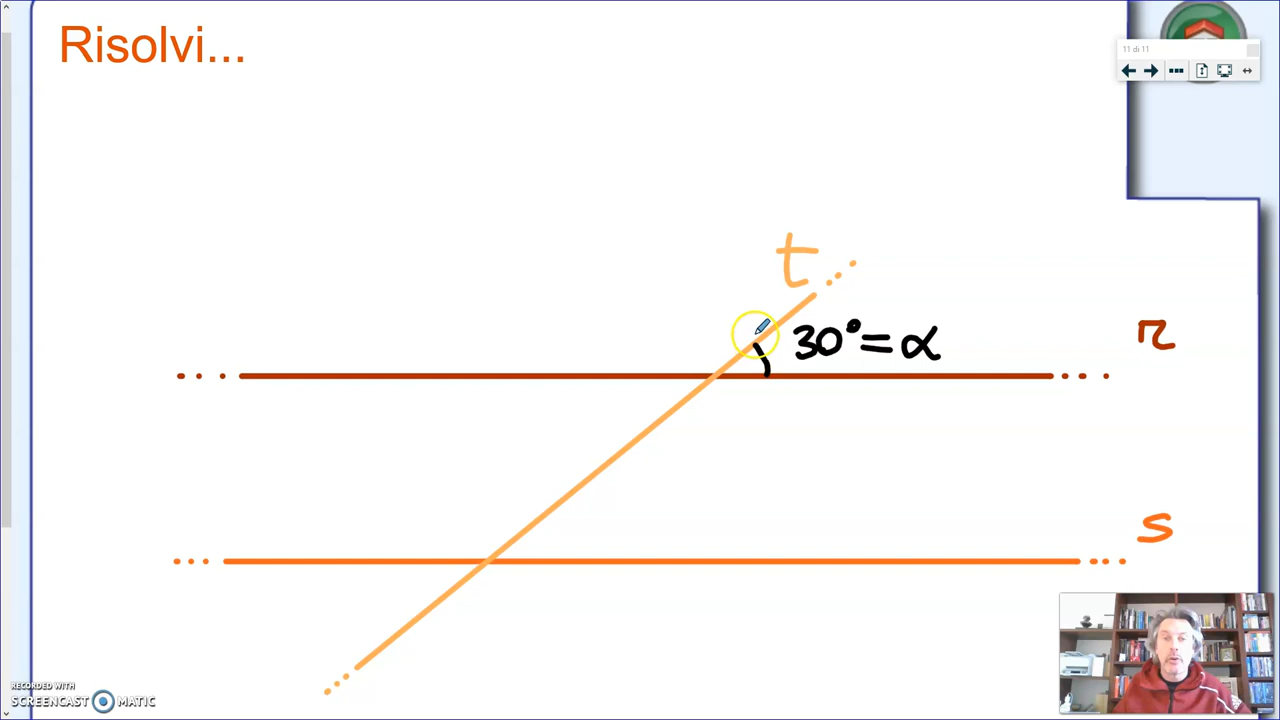 Risolvi...
11 di 11
t
30°=α
r
s
RECORDED WITH
SCREENCAST MATIC